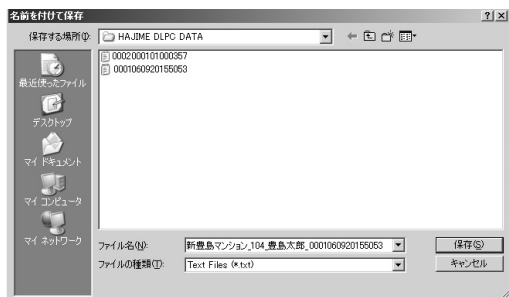 名前を付けて保存
保存する場所(I): HAJIME DLPC DATA
0002000101000357
0001060920155053
最近使ったファイル
デスクトップ
マイ ドキュメント
マイ コンピュータ
マイ ネットワーク
ファイル名(N): 新豊島マンション_104_豊島太郎_0001060920155053 保存(S)
ファイルの種類(T): Text Files (*.txt) キャンセル